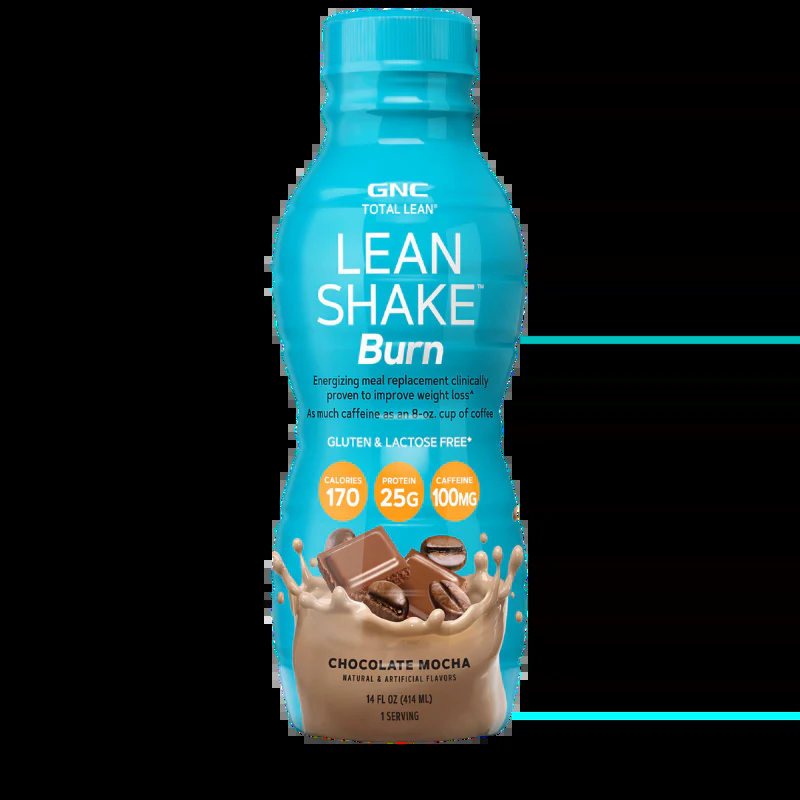 GNC
TOTAL LEAN®
LEAN
SHAKE™
Burn
Energizing meal replacement clinically
proven to improve weight loss^
As much caffeine as an 8-oz. cup of coffee
GLUTEN & LACTOSE FREE♦
CALORIES PROTEIN CAFFEINE
170 25G 100MG
CHOCOLATE MOCHA
NATURAL & ARTIFICIAL FLAVORS
14 FL OZ (414 ML)
1 SERVING